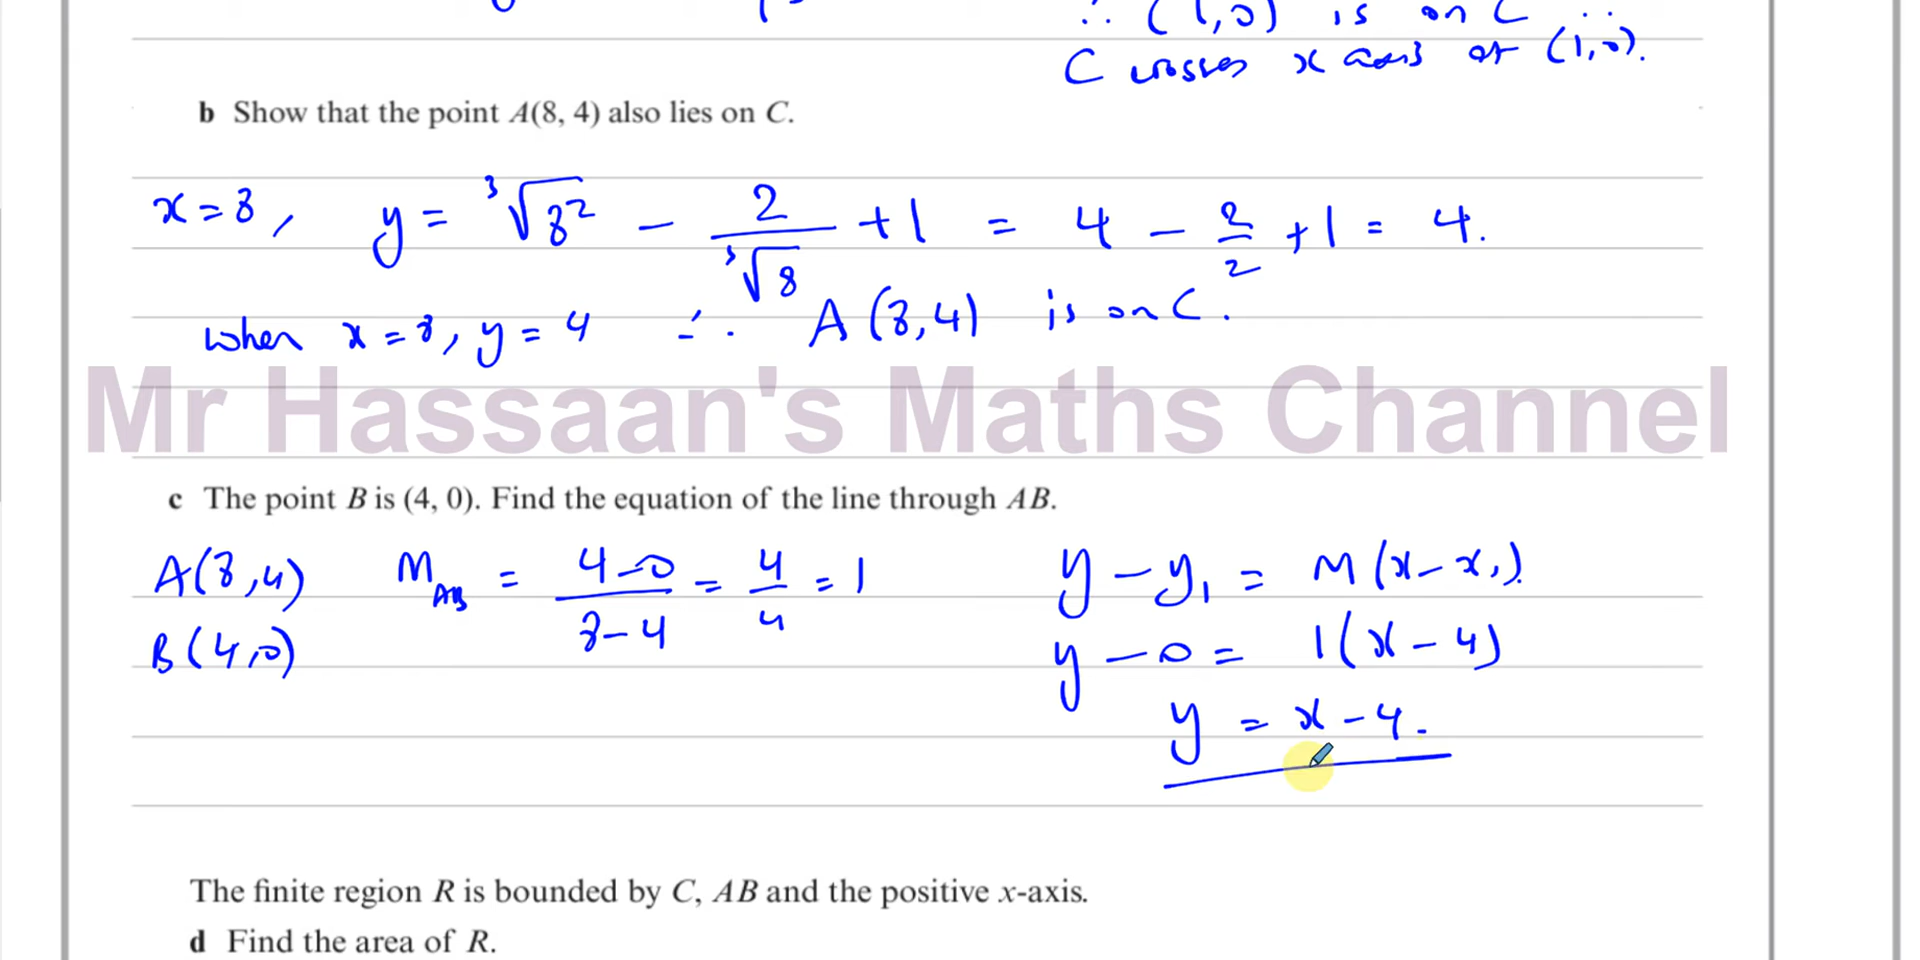 ∴ (1,0) is on C
C crosses x axis at (1,0).
b Show that the point A(8, 4) also lies on C.
x = 8, y = ³√8² − 2/³√8 + 1 = 4 − 2/2 + 1 = 4.
when x = 8, y = 4 ∴ A(8,4) is on C.
Mr Hassaan's Maths Channel
c The point B is (4, 0). Find the equation of the line through AB.
A(8,4) M_AB = 4−0/8−4 = 4/4 = 1 y − y₁ = M(x − x₁)
B(4,0) y − 0 = 1(x − 4)
y = x − 4.
The finite region R is bounded by C, AB and the positive x-axis.
d Find the area of R.